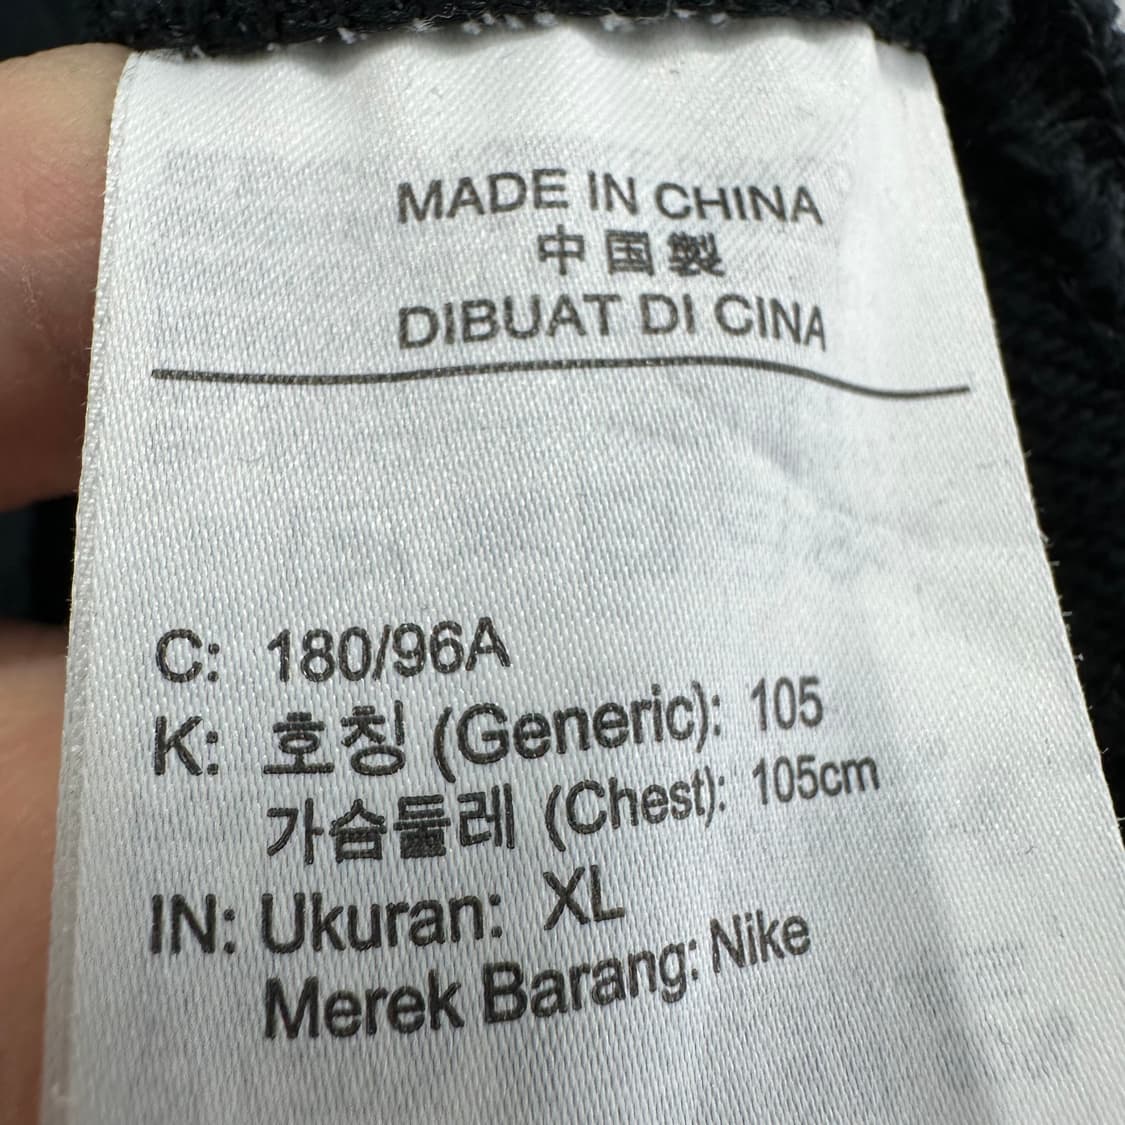 MADE IN CHINA
中国製
DIBUAT DI CINA
C: 180/96A
K: 호칭 (Generic): 105
가슴둘레 (Chest): 105cm
IN: Ukuran: XL
Merek Barang: Nike